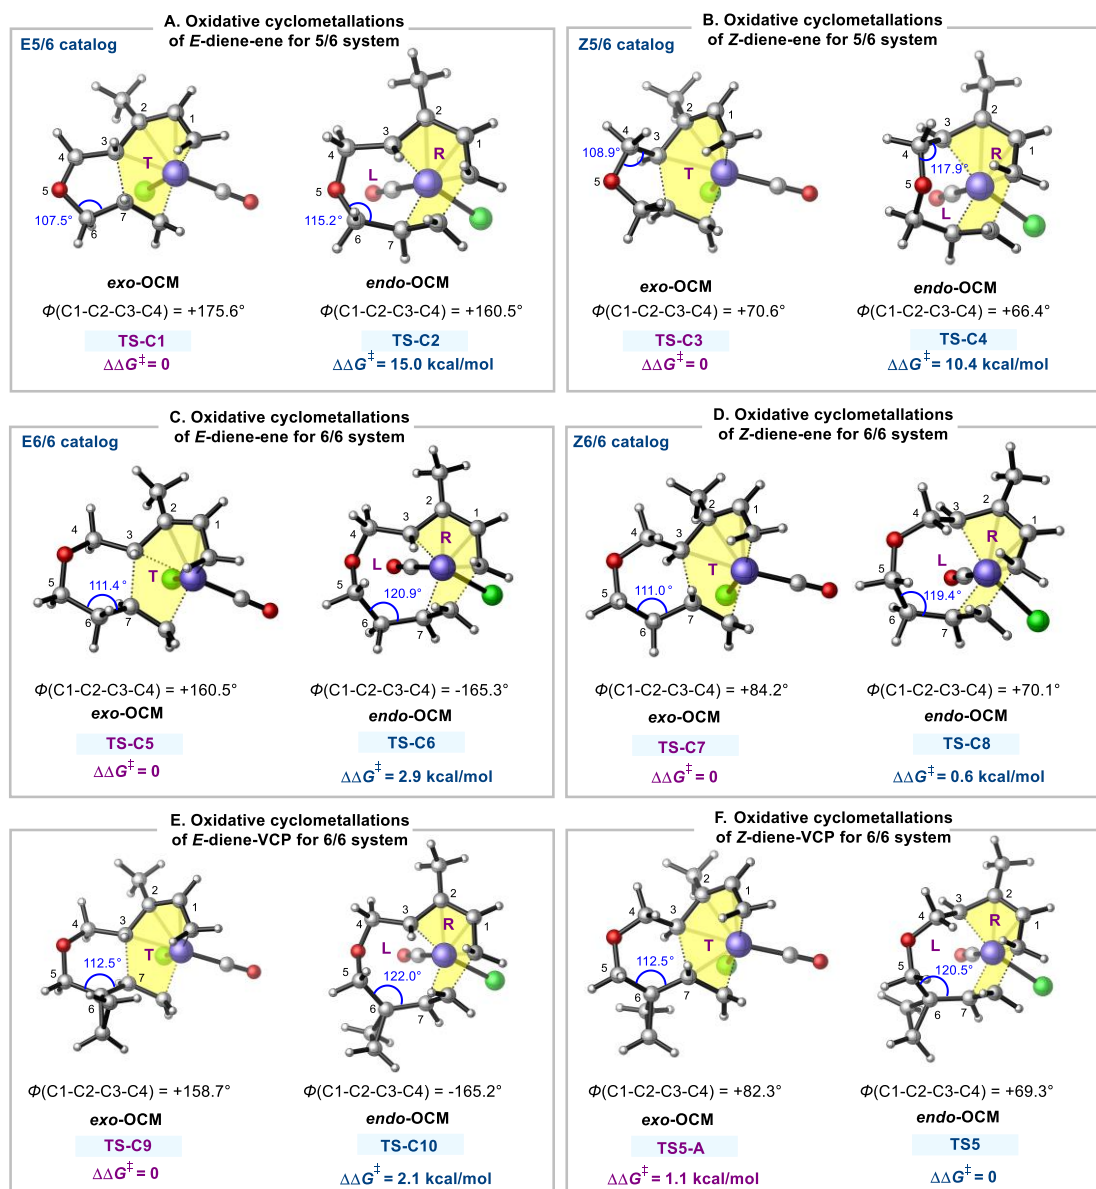 A. Oxidative cyclometallations
of E-diene-ene for 5/6 system
E5/6 catalog
2
1
3
4
T
5
107.5°
6
7
exo-OCM
Φ(C1-C2-C3-C4) = +175.6°
TS-C1
ΔΔG‡= 0
2
3
1
4
R
L
5
115.2°
6
7
endo-OCM
Φ(C1-C2-C3-C4) = +160.5°
TS-C2
ΔΔG‡= 15.0 kcal/mol
B. Oxidative cyclometallations
of Z-diene-ene for 5/6 system
Z5/6 catalog
2
1
4
3
108.9°
T
5
6
7
exo-OCM
Φ(C1-C2-C3-C4) = +70.6°
TS-C3
ΔΔG‡= 0
2
3
1
4
R
117.9°
5
L
endo-OCM
Φ(C1-C2-C3-C4) = +66.4°
TS-C4
ΔΔG‡= 10.4 kcal/mol
C. Oxidative cyclometallations
of E-diene-ene for 6/6 system
E6/6 catalog
2
1
4
3
T
5
111.4°
6
7
Φ(C1-C2-C3-C4) = +160.5°
exo-OCM
TS-C5
ΔΔG‡= 0
2
3
1
4
R
L
5
120.9°
6
7
Φ(C1-C2-C3-C4) = -165.3°
endo-OCM
TS-C6
ΔΔG‡= 2.9 kcal/mol
D. Oxidative cyclometallations
of Z-diene-ene for 6/6 system
Z6/6 catalog
2
1
4
3
T
5
111.0°
6
7
Φ(C1-C2-C3-C4) = +84.2°
exo-OCM
TS-C7
ΔΔG‡= 0
2
3
1
4
R
L
5
119.4°
6
7
Φ(C1-C2-C3-C4) = +70.1°
endo-OCM
TS-C8
ΔΔG‡= 0.6 kcal/mol
E. Oxidative cyclometallations
of E-diene-VCP for 6/6 system
2
1
4
3
T
112.5°
5
7
6
Φ(C1-C2-C3-C4) = +158.7°
exo-OCM
TS-C9
ΔΔG‡= 0
2
3
1
4
R
L
5
122.0°
6
7
Φ(C1-C2-C3-C4) = -165.2°
endo-OCM
TS-C10
ΔΔG‡= 2.1 kcal/mol
F. Oxidative cyclometallations
of Z-diene-VCP for 6/6 system
2
1
4
3
T
112.5°
5
7
6
Φ(C1-C2-C3-C4) = +82.3°
exo-OCM
TS5-A
ΔΔG‡= 1.1 kcal/mol
2
3
1
4
R
L
5
120.5°
6
7
Φ(C1-C2-C3-C4) = +69.3°
endo-OCM
TS5
ΔΔG‡= 0